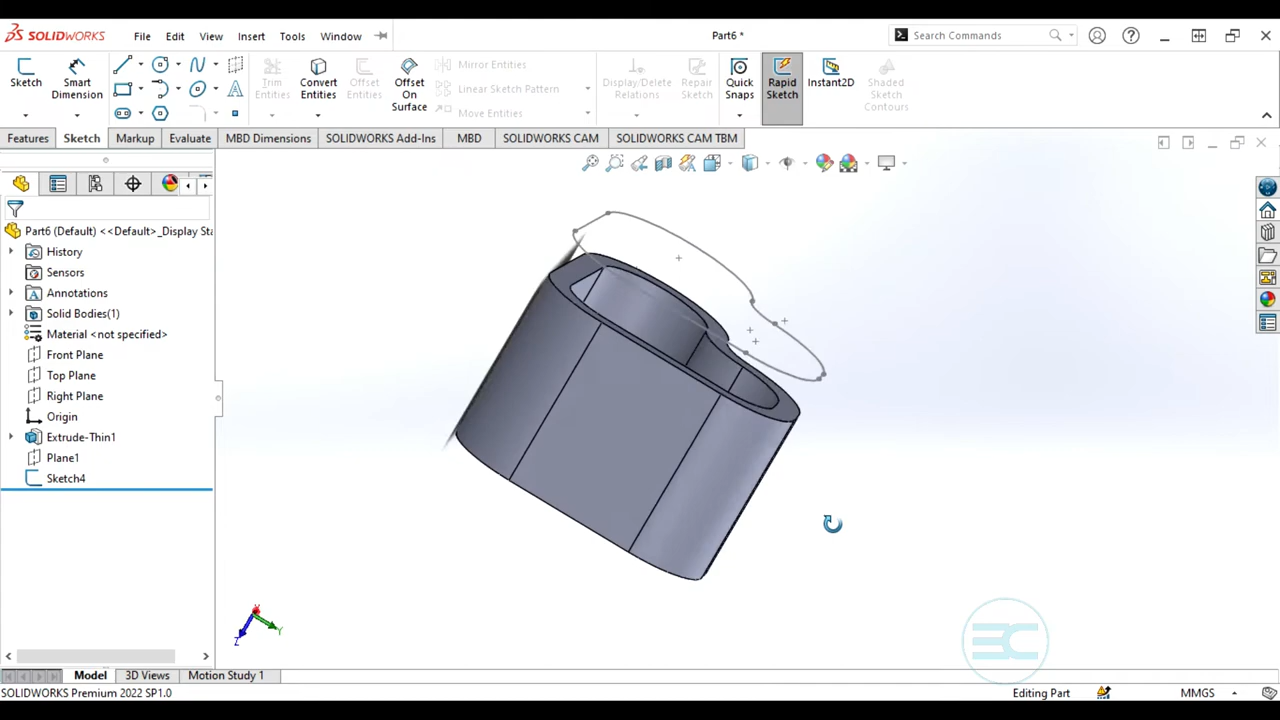 SOLIDWORKS
File Edit View Insert Tools Window
Part6 *
Search Commands
Sketch
Smart Dimension
Trim Entities
Convert Entities
Offset Entities
Offset On Surface
Mirror Entities
Linear Sketch Pattern
Move Entities
Display/Delete Relations
Repair Sketch
Quick Snaps
Rapid Sketch
Instant2D
Shaded Sketch Contours
Features Sketch Markup Evaluate MBD Dimensions SOLIDWORKS Add-Ins MBD SOLIDWORKS CAM SOLIDWORKS CAM TBM
Part6 (Default) <<Default>_Display Sta
History
Sensors
Annotations
Solid Bodies(1)
Material <not specified>
Front Plane
Top Plane
Right Plane
Origin
Extrude-Thin1
Plane1
Sketch4
Y
Z
Model 3D Views Motion Study 1
SOLIDWORKS Premium 2022 SP1.0
Editing Part
MMGS